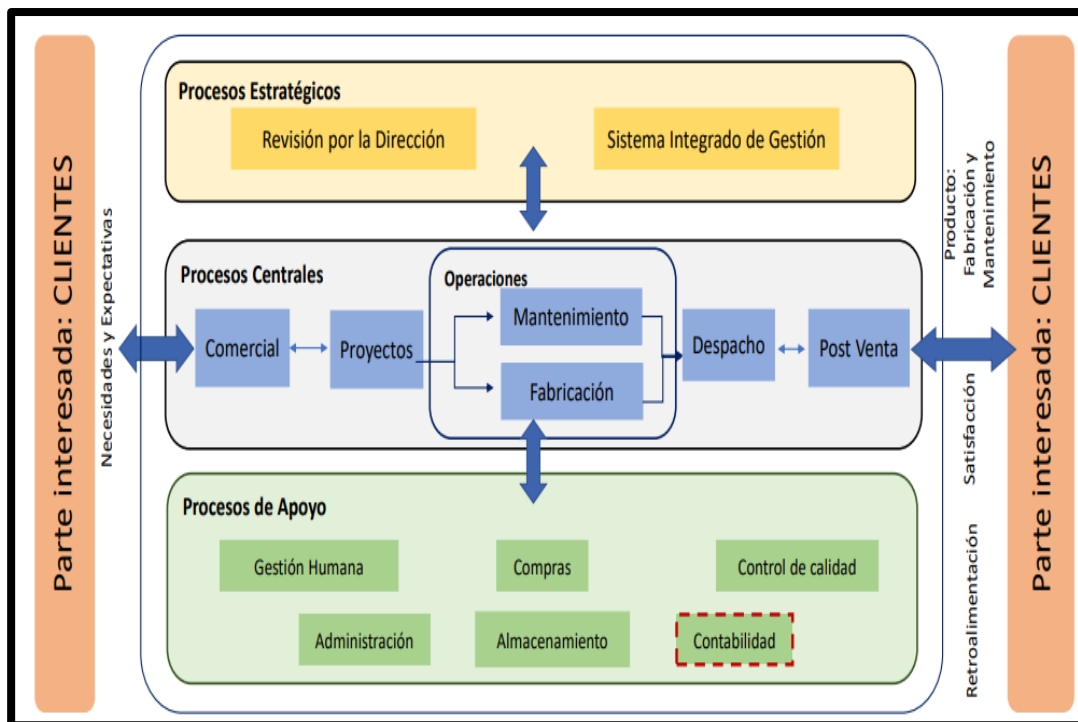 Parte interesada: CLIENTES
Necesidades y Expectativas
Procesos Estratégicos
Revisión por la Dirección
Sistema Integrado de Gestión
Procesos Centrales
Operaciones
Comercial
Proyectos
Mantenimiento
Fabricación
Despacho
Post Venta
Procesos de Apoyo
Gestión Humana
Compras
Control de calidad
Administración
Almacenamiento
Contabilidad
Producto:
Fabricación y
Mantenimiento
Satisfacción
Retroalimentación
Parte interesada: CLIENTES